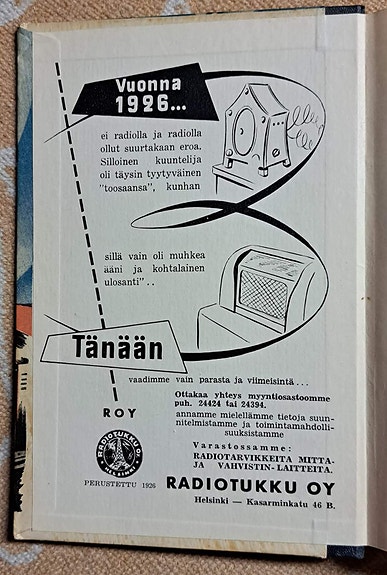 Vuonna
1926...
ei radiolla ja radiolla
ollut suurtakaan eroa.
Silloinen kuuntelija
oli täysin tyytyväinen
"toosaansa", kunhan
sillä vain oli muhkea
ääni ja kohtalainen
ulosanti"..
Tänään
vaadimme vain parasta ja viimeisintä...
Ottakaa yhteys myyntiosastoomme
puh. 24424 tai 24394.
annamme mielellämme tietoja suun-
nitelmistamme ja toimintamahdolli-
suuksistamme
ROY
Varastossamme:
RADIOTARVIKKEITA MITTA-
JA VAHVISTIN-LAITTEITA.
RADIOTUKKU OY
HELSINKI
PERUSTETTU 1926
RADIOTUKKU OY
Helsinki — Kasarminkatu 46 B.